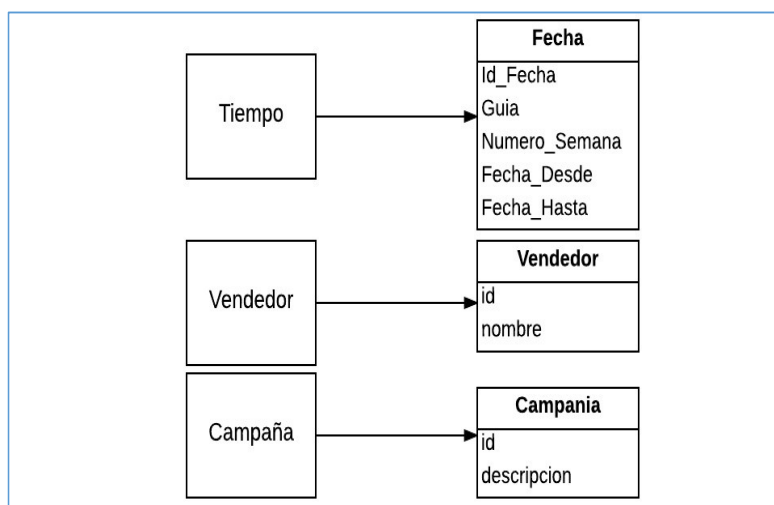 Tiempo
Fecha
Id_Fecha
Guia
Numero_Semana
Fecha_Desde
Fecha_Hasta
Vendedor
Vendedor
id
nombre
Campaña
Campania
id
descripcion